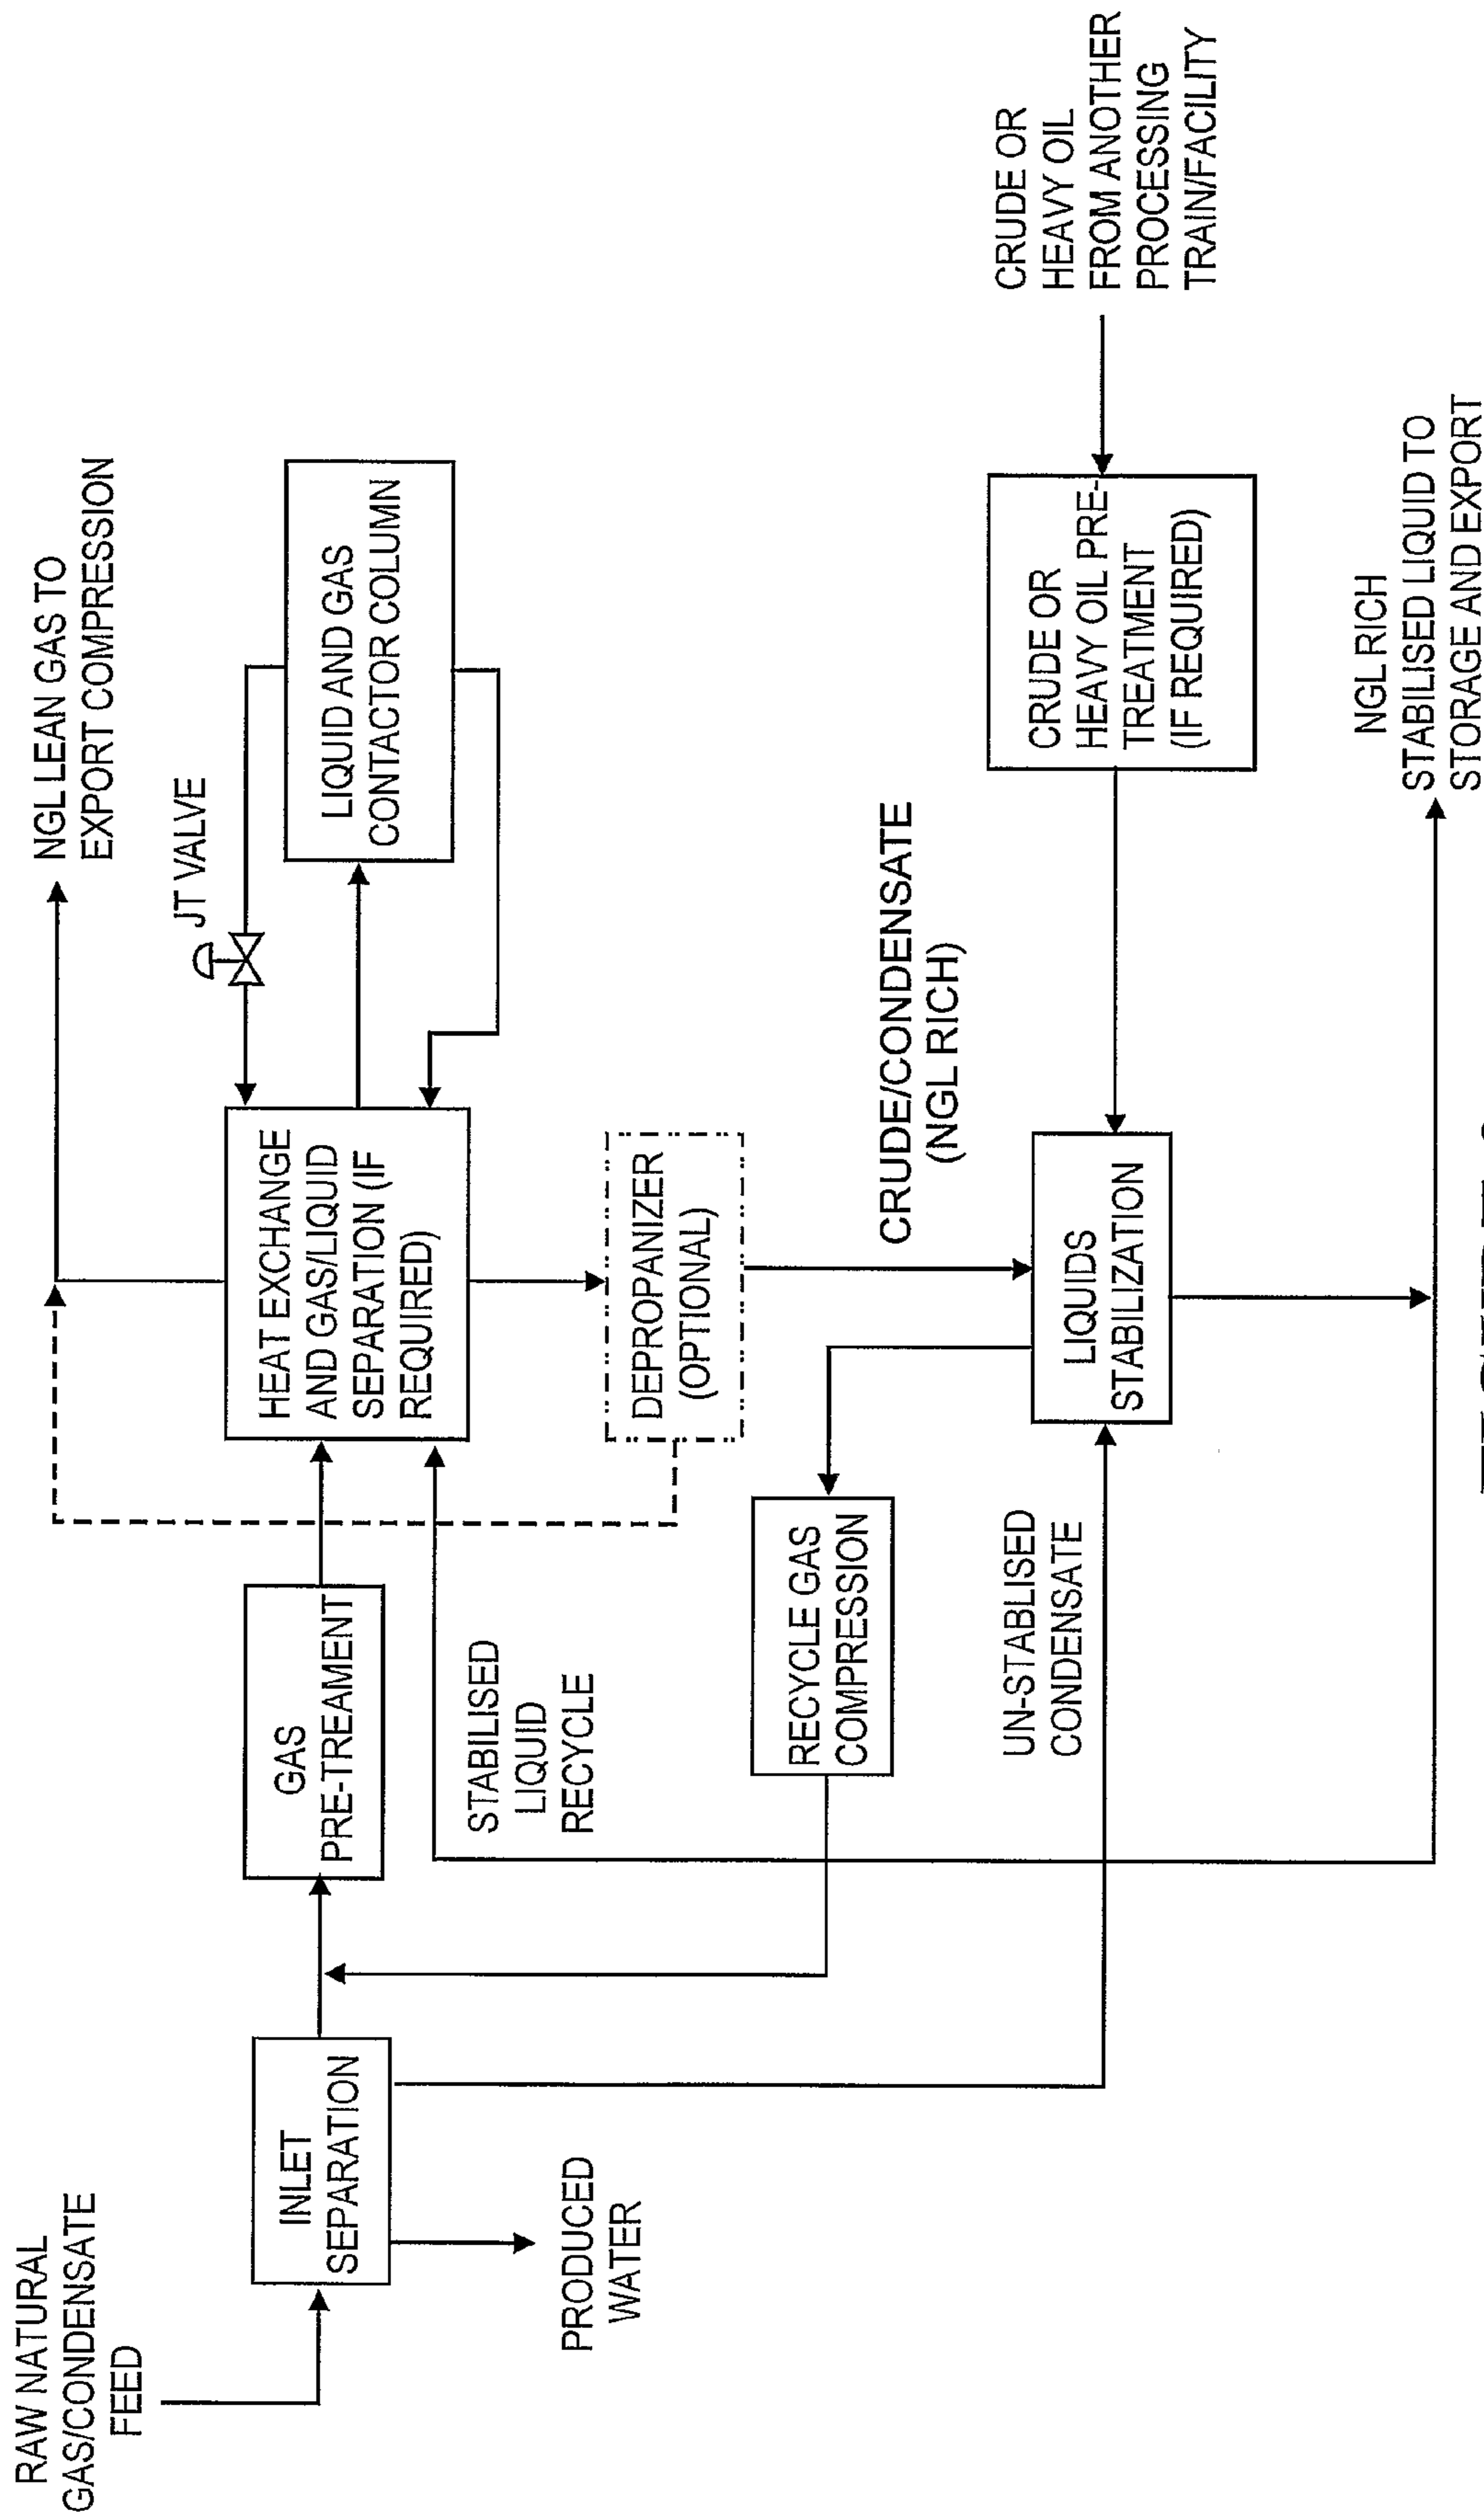 RAW NATURAL
GAS/CONDENSATE
FEED
INLET
SEPARATION
PRODUCED
WATER
GAS
PRE-TREAMENT
STABILISED
LIQUID
RECYCLE
HEAT EXCHANGE
AND GAS/LIQUID
SEPARATION (IF
REQUIRED)
NGL LEAN GAS TO
EXPORT COMPRESSION
JT VALVE
LIQUID AND GAS
CONTACTOR COLUMN
DEPROPANIZER
(OPTIONAL)
RECYCLE GAS
COMPRESSION
UN-STABILISED
CONDENSATE
CRUDE/CONDENSATE
(NGL RICH)
LIQUIDS
STABILIZATION
CRUDE OR
HEAVY OIL PRE-
TREATMENT
(IF REQUIRED)
CRUDE OR
HEAVY OIL
FROM ANOTHER
PROCESSING
TRAIN/FACILITY
NGL RICH
STABILISED LIQUID TO
STORAGE AND EXPORT